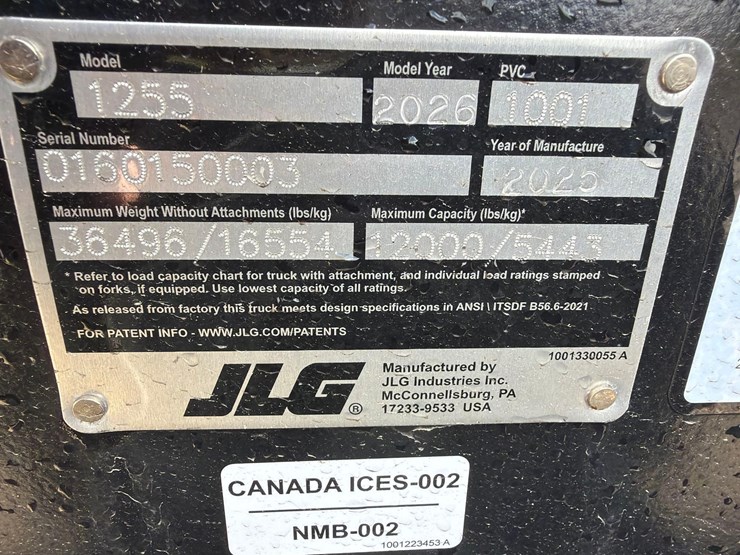 Model Model Year PVC
1255 2026 1001
Serial Number Year of Manufacture
0160150003 2025
Maximum Weight Without Attachments (lbs/kg) Maximum Capacity (lbs/kg)*
36496/16554 12000/5443
* Refer to load capacity chart for truck with attachment, and individual load ratings stamped
on forks, if equipped. Use lowest capacity of all ratings.
As released from factory this truck meets design specifications in ANSI \ ITSDF B56.6-2021
FOR PATENT INFO - WWW.JLG.COM/PATENTS
1001330055 A
JLG®
Manufactured by
JLG Industries Inc.
McConnellsburg, PA
17233-9533 USA
CANADA ICES-002
NMB-002
1001223453 A